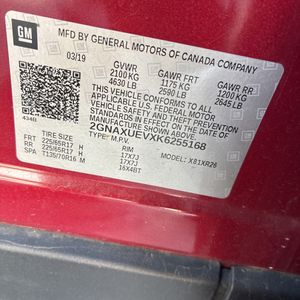 GM
MFD BY GENERAL MOTORS OF CANADA COMPANY
03/19 GVWR GAWR FRT GAWR RR
2100 KG 1175 KG 1200 KG
4630 LB 2590 LB 2645 LB
THIS VEHICLE CONFORMS TO ALL APPLICABLE
U.S. FEDERAL MOTOR VEHICLE SAFETY AND THEFT
PREVENTION STANDARDS IN EFFECT ON THE
DATE OF MANUFACTURE SHOWN ABOVE.
2GNAXUEVXK6255168
TYPE: M.P.V. MODEL: X81XR26
TIRE SIZE RIM
FRT 225/65R17 H 17X7J
RR 225/65R17 H 17X7J
SPA T135/70R16 M 16X4BT